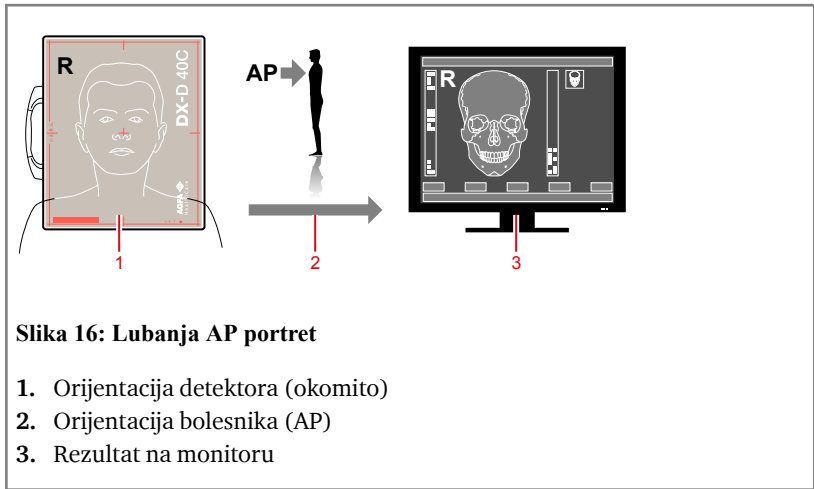 R
DX-D 40C
AGFA
AP
R
1
2
3
Slika 16: Lubanja AP portret
1. Orijentacija detektora (okomito)
2. Orijentacija bolesnika (AP)
3. Rezultat na monitoru